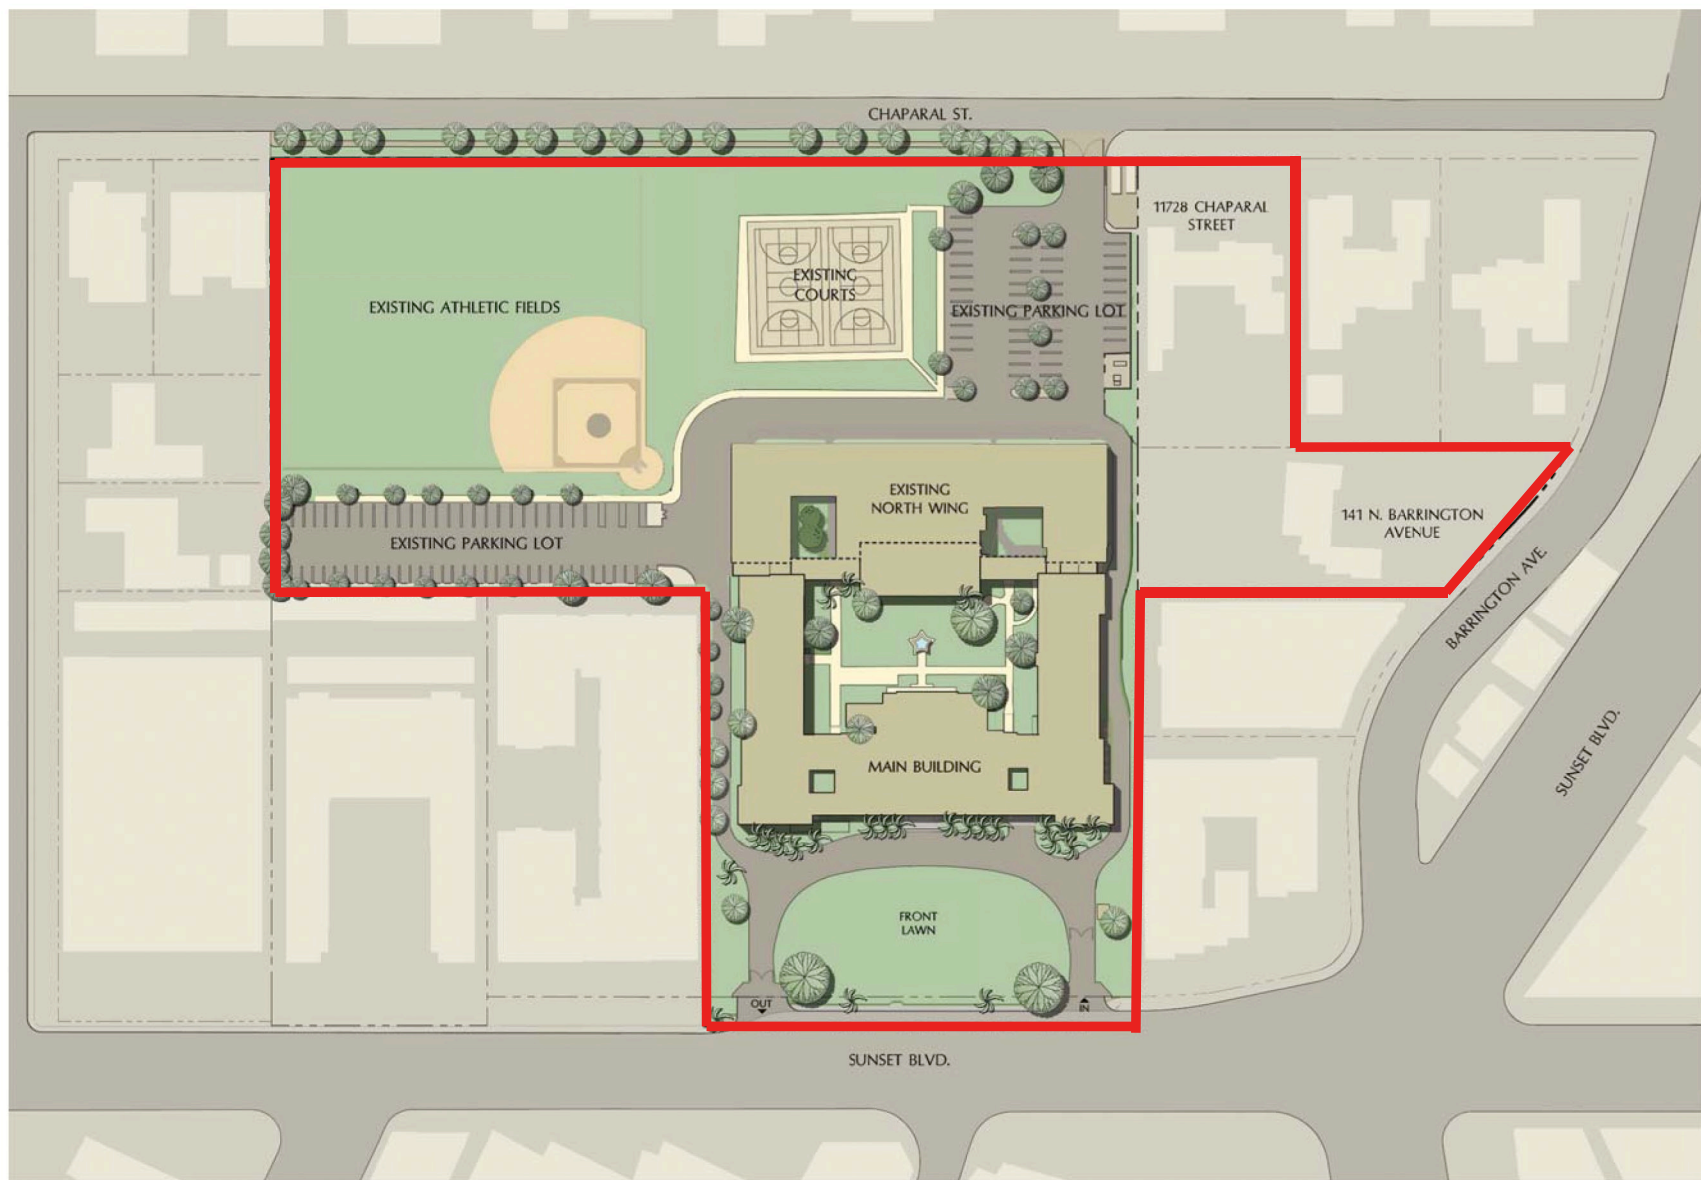 CHAPARAL ST.
11728 CHAPARAL
STREET
EXISTING
COURTS
EXISTING ATHLETIC FIELDS
EXISTING PARKING LOT
EXISTING
NORTH WING
141 N. BARRINGTON
AVENUE
EXISTING PARKING LOT
BARRINGTON AVE.
SUNSET BLVD.
MAIN BUILDING
FRONT
LAWN
OUT
IN
SUNSET BLVD.